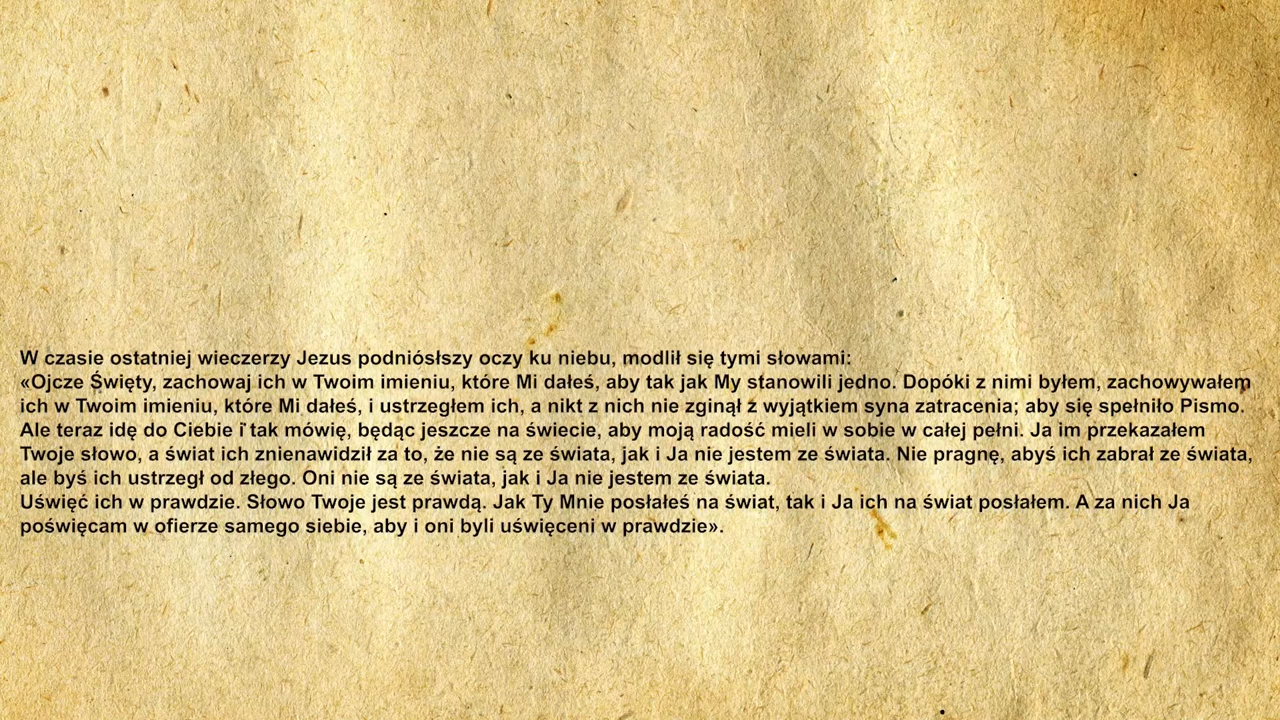 W czasie ostatniej wieczerzy Jezus podniósłszy oczy ku niebu, modlił się tymi słowami:
«Ojcze Święty, zachowaj ich w Twoim imieniu, które Mi dałeś, aby tak jak My stanowili jedno. Dopóki z nimi byłem, zachowywałem
ich w Twoim imieniu, które Mi dałeś, i ustrzegłem ich, a nikt z nich nie zginął z wyjątkiem syna zatracenia; aby się spełniło Pismo.
Ale teraz idę do Ciebie i tak mówię, będąc jeszcze na świecie, aby moją radość mieli w sobie w całej pełni. Ja im przekazałem
Twoje słowo, a świat ich znienawidził za to, że nie są ze świata, jak i Ja nie jestem ze świata. Nie pragnę, abyś ich zabrał ze świata,
ale byś ich ustrzegł od złego. Oni nie są ze świata, jak i Ja nie jestem ze świata.
Uświęć ich w prawdzie. Słowo Twoje jest prawdą. Jak Ty Mnie posłałeś na świat, tak i Ja ich na świat posłałem. A za nich Ja
poświęcam w ofierze samego siebie, aby i oni byli uświęceni w prawdzie».